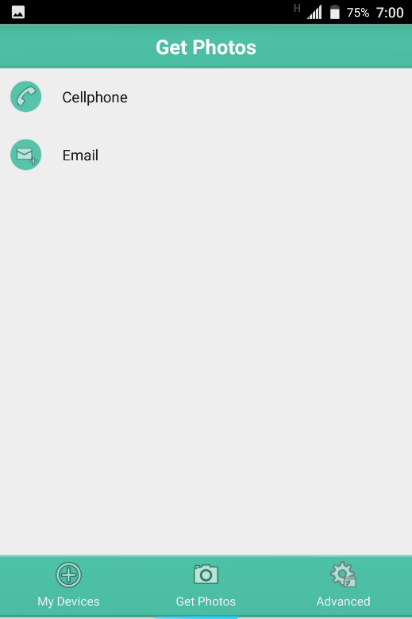 H 75% 7:00
Get Photos
Cellphone
Email
My Devices Get Photos Advanced